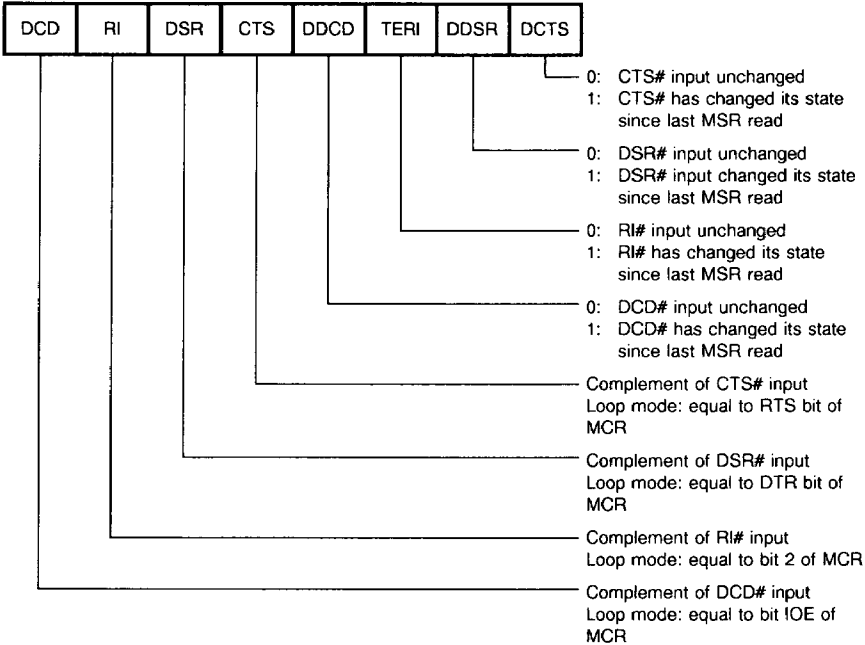 DCD RI DSR CTS DDCD TERI DDSR DCTS
0: CTS# input unchanged
1: CTS# has changed its state
since last MSR read
0: DSR# input unchanged
1: DSR# input changed its state
since last MSR read
0: RI# input unchanged
1: RI# has changed its state
since last MSR read
0: DCD# input unchanged
1: DCD# has changed its state
since last MSR read
Complement of CTS# input
Loop mode: equal to RTS bit of
MCR
Complement of DSR# input
Loop mode: equal to DTR bit of
MCR
Complement of RI# input
Loop mode: equal to bit 2 of MCR
Complement of DCD# input
Loop mode: equal to bit IOE of
MCR